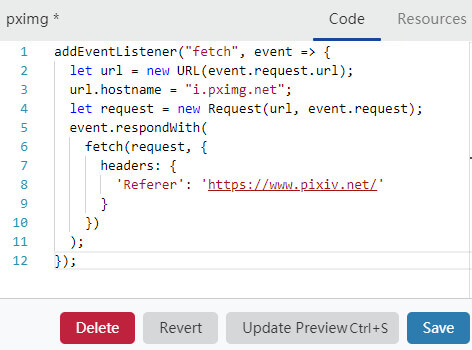 pximg *
Code
Resources
1 addEventListener("fetch", event => {
2   let url = new URL(event.request.url);
3   url.hostname = "i.pximg.net";
4   let request = new Request(url, event.request);
5   event.respondWith(
6     fetch(request, {
7       headers: {
8         'Referer': 'https://www.pixiv.net/'
9       }
10     })
11   );
12 });
Delete
Revert
Update Preview Ctrl+S
Save